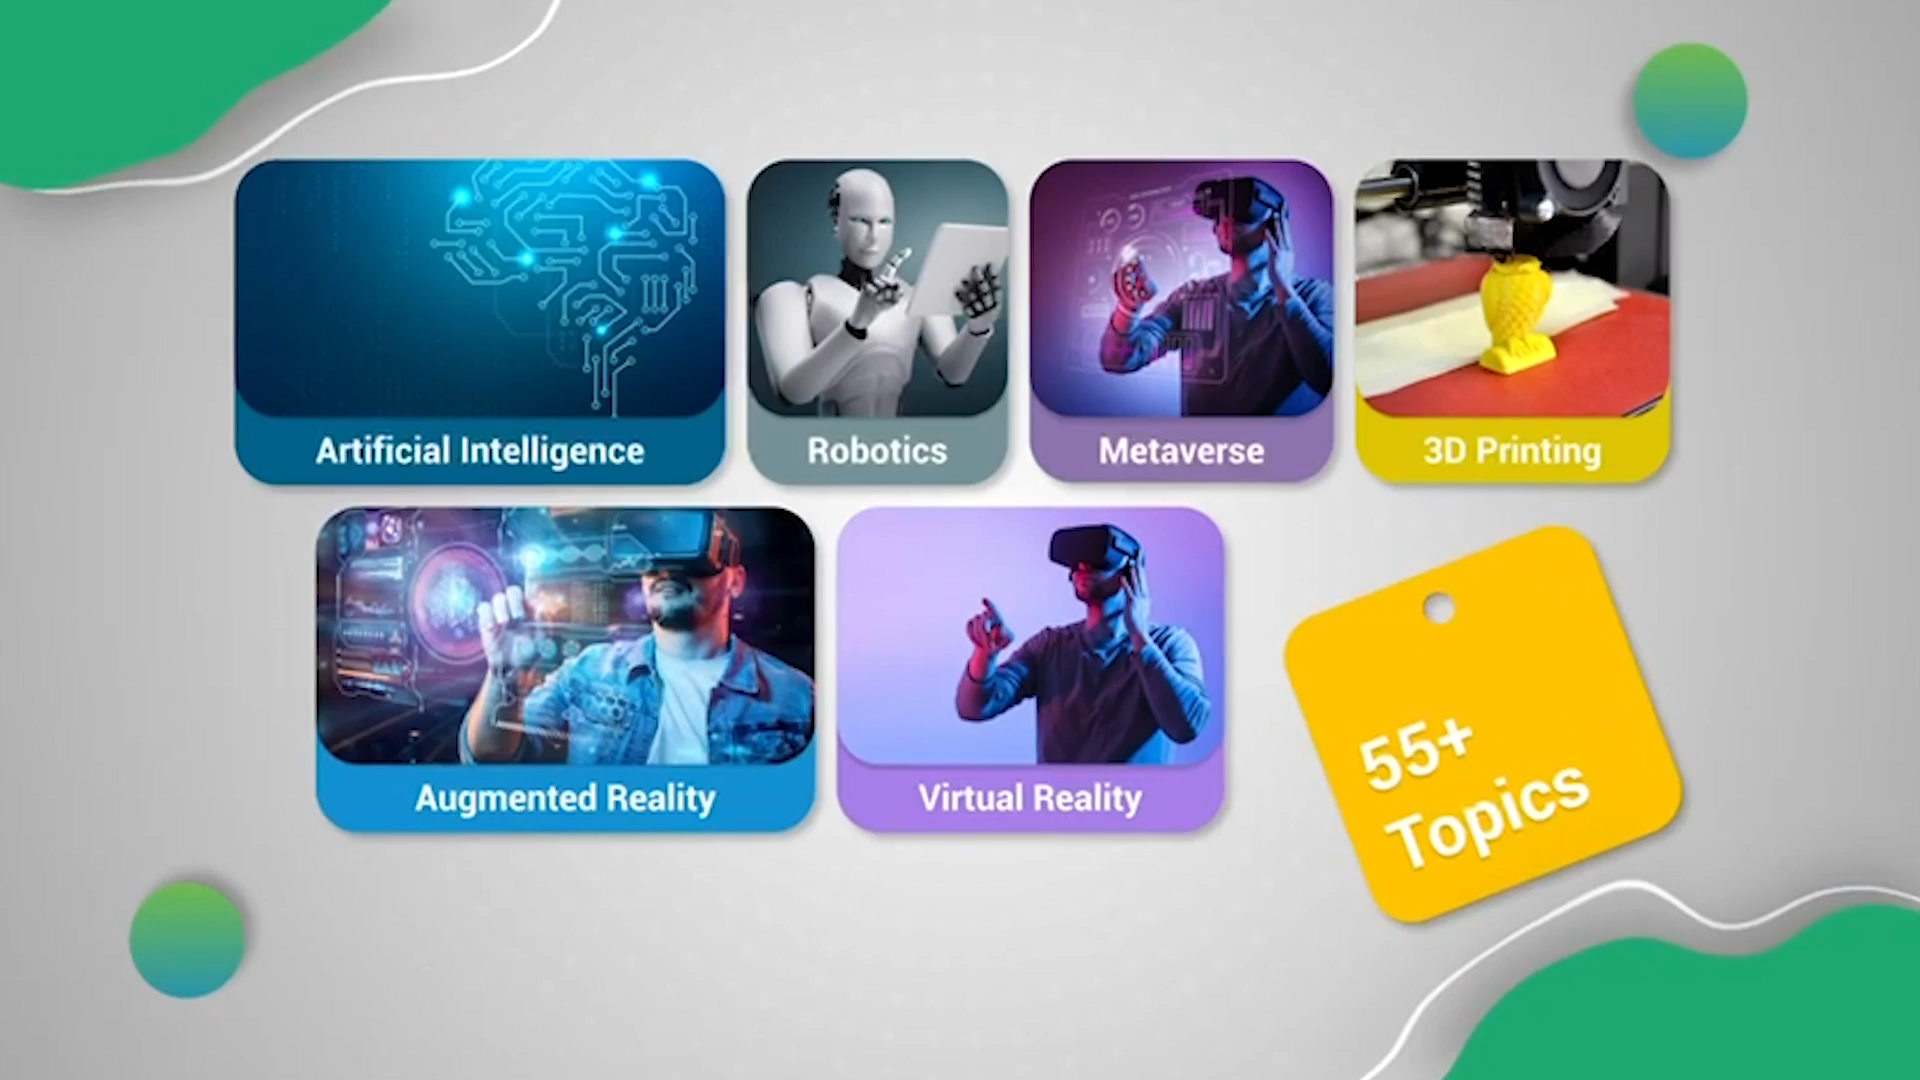 Artificial Intelligence
Robotics
Metaverse
3D Printing
Augmented Reality
Virtual Reality
55+
Topics